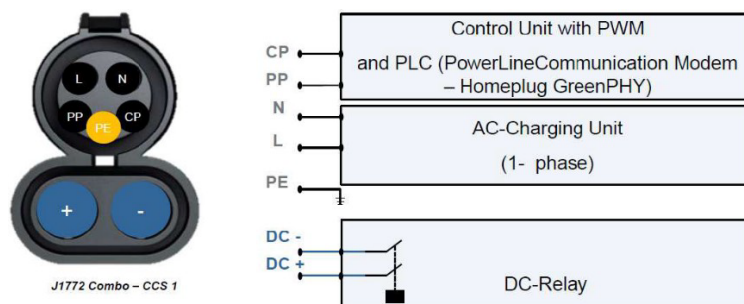 L N
PP PE CP
+ -
J1772 Combo – CCS 1
CP
PP
N
L
PE
DC -
DC +
Control Unit with PWM
and PLC (PowerLineCommunication Modem
– Homeplug GreenPHY)
AC-Charging Unit
(1- phase)
DC-Relay